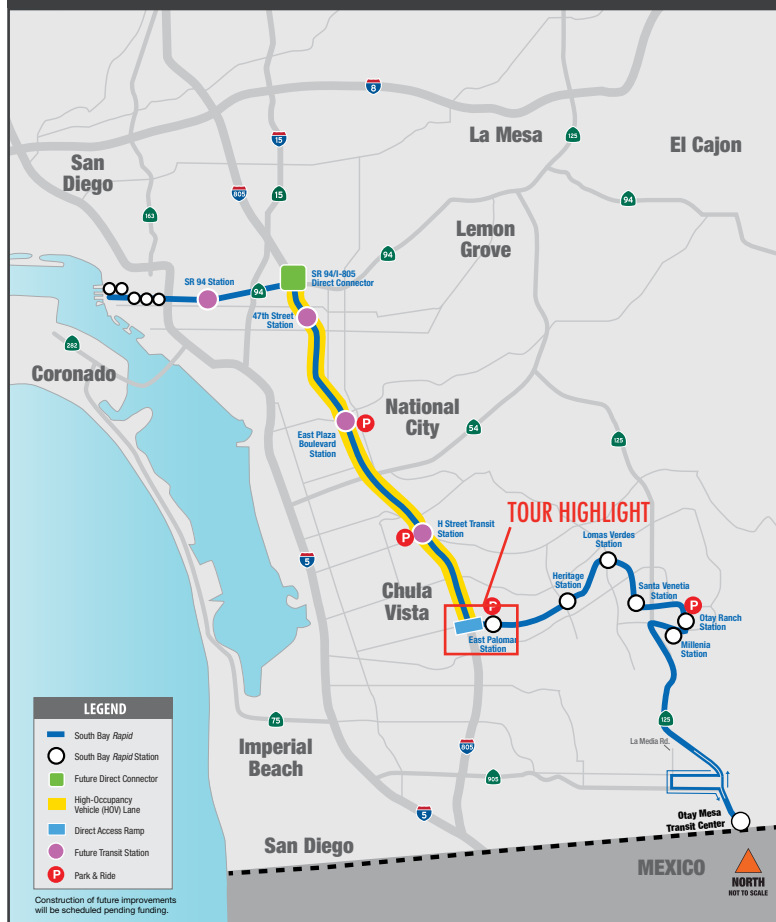 8
15
La Mesa
125
El Cajon
San
Diego
805
15
163
94
Lemon
Grove
94
SR 94/I-805
Direct Connector
SR 94 Station
94
47th Street
Station
282
Coronado
National
City
P
East Plaza
Boulevard
Station
54
125
TOUR HIGHLIGHT
H Street Transit
Station
P
Lomas Verdes
Station
5
Heritage
Station
Chula
Vista
Santa Venetia
Station
P
P
Otay Ranch
Station
East Palomar
Station
Millenia
Station
LEGEND
South Bay Rapid
South Bay Rapid Station
Future Direct Connector
High-Occupancy
Vehicle (HOV) Lane
Direct Access Ramp
Future Transit Station
P
Park & Ride
Construction of future improvements
will be scheduled pending funding.
75
Imperial
Beach
125
La Media Rd.
805
905
5
Otay Mesa
Transit Center
San Diego
MEXICO
NORTH
NOT TO SCALE